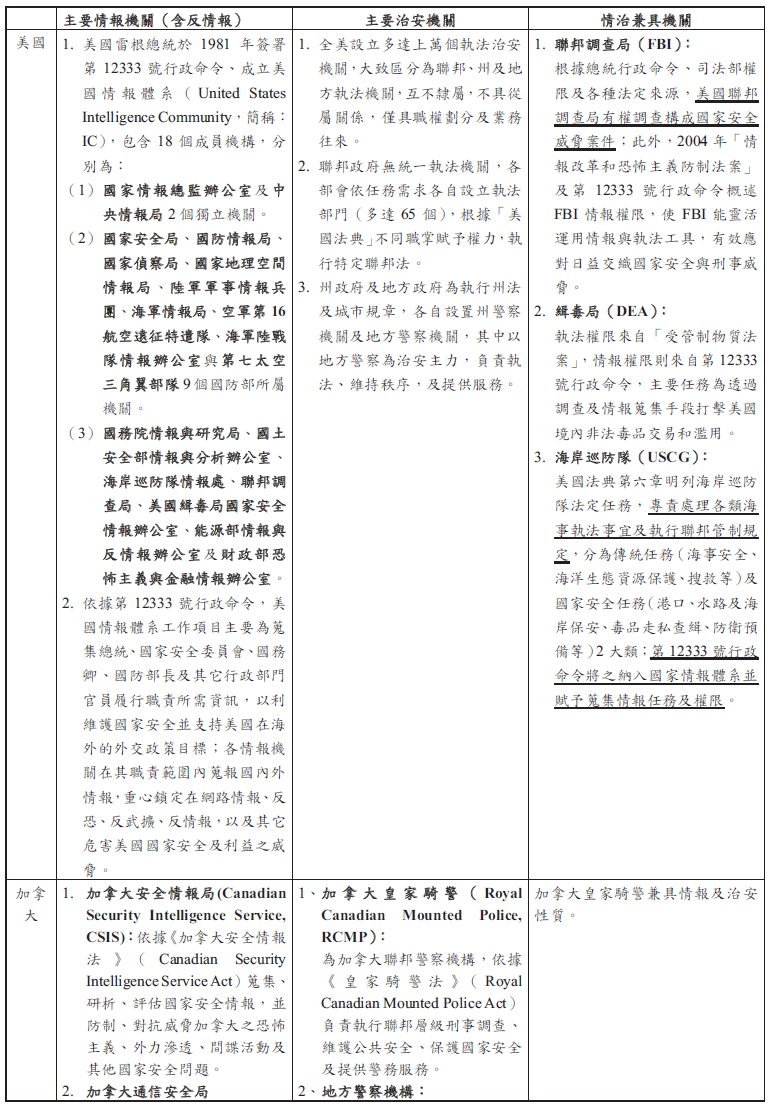 主要情報機關（含反情報）
主要治安機關
情治兼具機關
美國
1. 美國雷根總統於 1981 年簽署
第 12333 號行政命令、成立美
國情報體系（United States
Intelligence Community，簡稱：
IC），包含 18 個成員機構，分
別為：
（1）國家情報總監辦公室及中
央情報局 2 個獨立機關。
（2）國家安全局、國防情報局、
國家偵察局、國家地理空間
情報局、陸軍軍事情報兵
團、海軍情報局、空軍第 16
航空遠征特遣隊、海軍陸戰
隊情報辦公室與第七太空
三角翼部隊 9 個國防部所屬
機關。
（3）國務院情報與研究局、國土
安全部情報與分析辦公室、
海岸巡防隊情報處、聯邦調
查局、美國緝毒局國家安全
情報辦公室、能源部情報與
反情報辦公室及財政部恐
怖主義與金融情報辦公室。
2. 依據第 12333 號行政命令，美
國情報體系工作項目主要為蒐
集總統、國家安全委員會、國務
卿、國防部長及其它行政部門
官員履行職責所需資訊，以利
維護國家安全並支持美國在海
外的外交政策目標；各情報機
關在其職責範圍內蒐報國內外
情報，重心鎖定在網路情報、反
恐、反武擴、反情報，以及其它
危害美國國家安全及利益之威
脅。
1. 全美設立多達上萬個執法治安
機關，大致區分為聯邦、州及地
方執法機關，互不隸屬，不具從
屬關係，僅具職權劃分及業務
往來。
2. 聯邦政府無統一執法機關，各
部會依任務需求各自設立執法
部門（多達 65 個），根據「美
國法典」不同職掌賦予權力，執
行特定聯邦法。
3. 州政府及地方政府為執行州法
及城市規章，各自設置州警察
機關及地方警察機關，其中以
地方警察為治安主力，負責執
法、維持秩序，及提供服務。
1. 聯邦調查局（FBI）：
根據總統行政命令、司法部權
限及各種法定來源，美國聯邦
調查局有權調查構成國家安全
威脅案件；此外，2004 年「情
報改革和恐怖主義防制法案」
及第 12333 號行政命令概述
FBI 情報權限，使 FBI 能靈活
運用情報與執法工具，有效應
對日益交織國家安全與刑事威
脅。
2. 緝毒局（DEA）：
執法權限來自「受管制物質法
案」，情報權限則來自第 12333
號行政命令，主要任務為透過
調查及情報蒐集手段打擊美國
境內非法毒品交易和濫用。
3. 海岸巡防隊（USCG）：
美國法典第六章明列海岸巡防
隊法定任務，專責處理各類海
事執法事宜及執行聯邦管制規
定，分為傳統任務（海事安全、
海洋生態資源保護、搜救等）及
國家安全任務（港口、水路及海
岸保安、毒品走私查緝、防衛預
備等）2 大類；第 12333 號行政
命令將之納入國家情報體系並
賦予蒐集情報任務及權限。
加拿
大
1. 加拿大安全情報局(Canadian
Security Intelligence Service,
CSIS)：依據《加拿大安全情報
法》（Canadian Security
Intelligence Service Act）蒐集、
研析、評估國家安全情報，並
防制、對抗威脅加拿之恐怖
主義、外力滲透、間諜活動及
其他國家安全問題。
2. 加拿大通信安全局
1、加拿大皇家騎警（Royal
Canadian Mounted Police,
RCMP）：
為加拿大聯邦警察機構，依據
《皇家騎警法》（Royal
Canadian Mounted Police Act）
負責執行聯邦層級刑事調查、
維護公共安全、保護國家安全
及提供警務服務。
2、地方警察機構：
加拿大皇家騎警兼具情報及治安
性質。